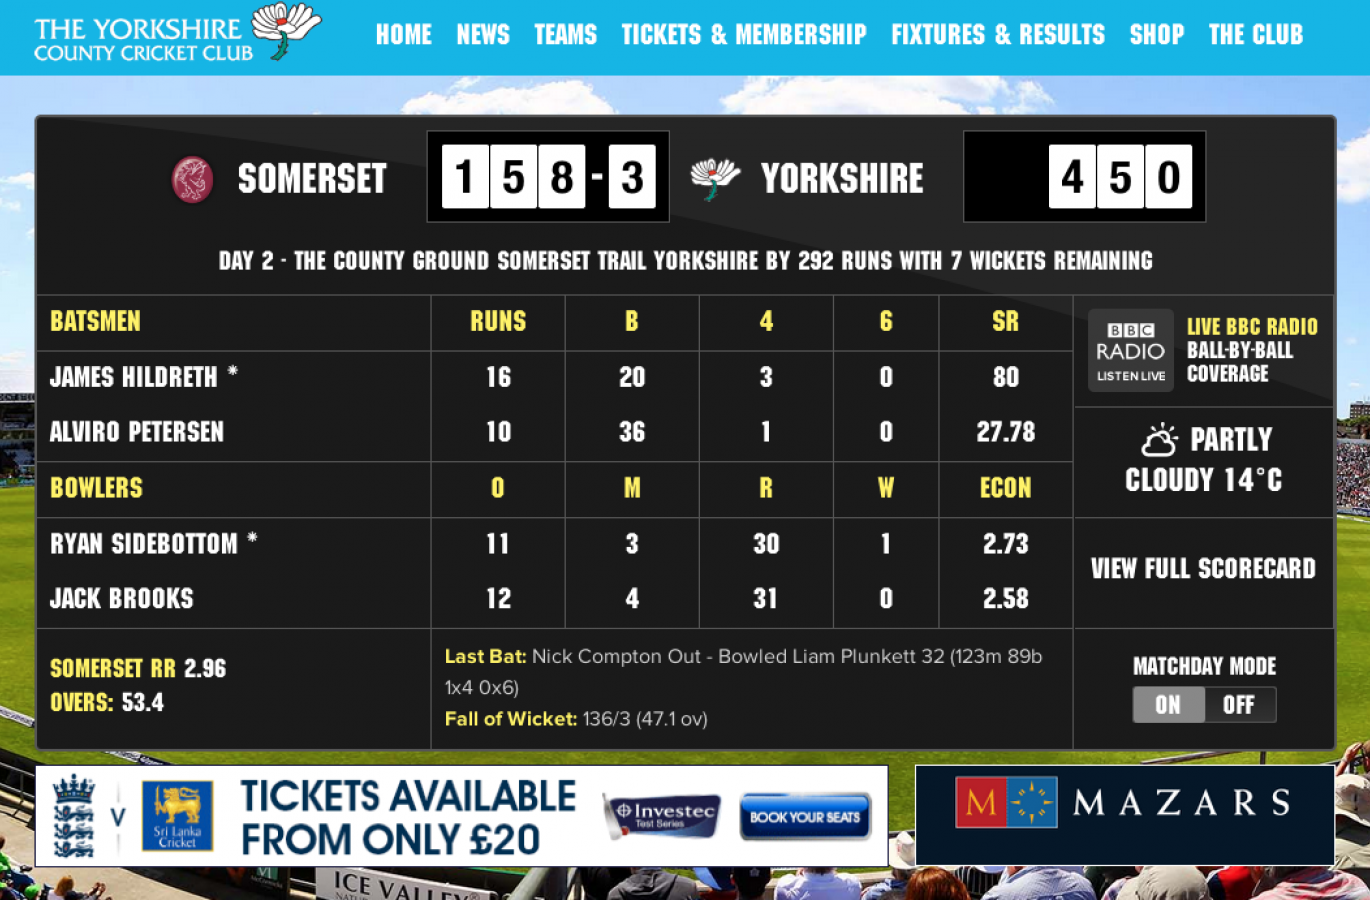 THE YORKSHIRE
COUNTY CRICKET CLUB
HOME NEWS TEAMS TICKETS & MEMBERSHIP FIXTURES & RESULTS SHOP THE CLUB
SOMERSET 158-3 YORKSHIRE 450
DAY 2 - THE COUNTY GROUND SOMERSET TRAIL YORKSHIRE BY 292 RUNS WITH 7 WICKETS REMAINING
BATSMEN RUNS B 4 6 SR
JAMES HILDRETH * 16 20 3 0 80
ALVIRO PETERSEN 10 36 1 0 27.78
BOWLERS O M R W ECON
RYAN SIDEBOTTOM * 11 3 30 1 2.73
JACK BROOKS 12 4 31 0 2.58
BBC
RADIO
LISTEN LIVE
LIVE BBC RADIO
BALL-BY-BALL
COVERAGE
PARTLY
CLOUDY 14°C
VIEW FULL SCORECARD
SOMERSET RR 2.96
OVERS: 53.4
Last Bat: Nick Compton Out - Bowled Liam Plunkett 32 (123m 89b
1x4 0x6)
Fall of Wicket: 136/3 (47.1 ov)
MATCHDAY MODE
ON OFF
V
Sri Lanka
Cricket
TICKETS AVAILABLE
FROM ONLY £20
Investec
Test Series
BOOK YOUR SEATS
M MAZARS
ICE VALLEY